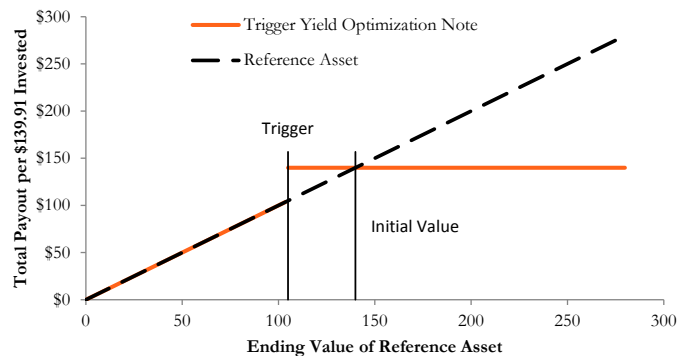 Total Payout per $139.91 Invested
$300
$250
$200
$150
$100
$50
$0
Trigger Yield Optimization Note
Reference Asset
Trigger
Initial Value
0
50
100
150
200
250
300
Ending Value of Reference Asset